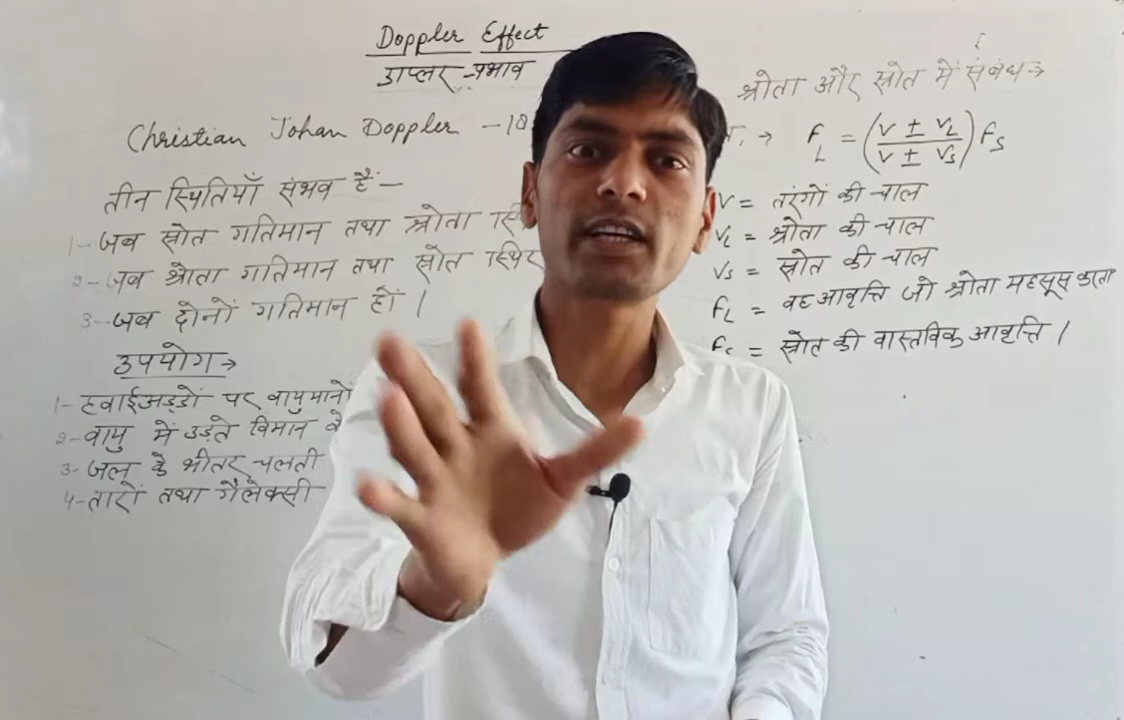 Doppler Effect
डाप्लर -प्रभाव
Christian Johan Doppler - 18
तीन स्थितियाँ संभव हैं:-
1- जब स्रोत गतिमान तथा श्रोता
2- जब श्रोता गतिमान तथा स्रोत स्थिर
3- जब दोनों गतिमान हों।
उपयोग→
1- हवाईअड्डों पर वायुमानो
2- वायु में उड़ते विमान
3- जल के भीतर चलती
4- तारों तथा गैलेक्सी
श्रोता और स्रोत में संबंध→
→ f_L = (V ± V_L / V ± V_S) f_S
V = तरंगों की चाल
V_L = श्रोता की चाल
V_S = स्रोत की चाल
f_L = वह आवृत्ति जो श्रोता महसूस करता
f_S = स्रोत की वास्तविक आवृत्ति।